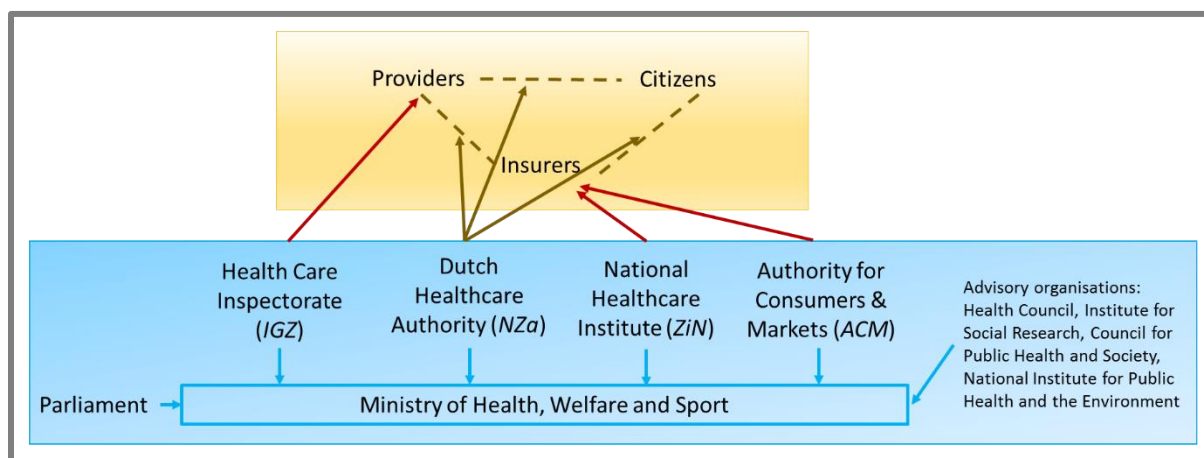 Providers
Citizens
Insurers
Health Care
Inspectorate
(IGZ)
Dutch
Healthcare
Authority (NZa)
National
Healthcare
Institute (ZiN)
Authority for
Consumers &
Markets (ACM)
Advisory organisations:
Health Council, Institute for
Social Research, Council for
Public Health and Society,
National Institute for Public
Health and the Environment
Parliament
Ministry of Health, Welfare and Sport